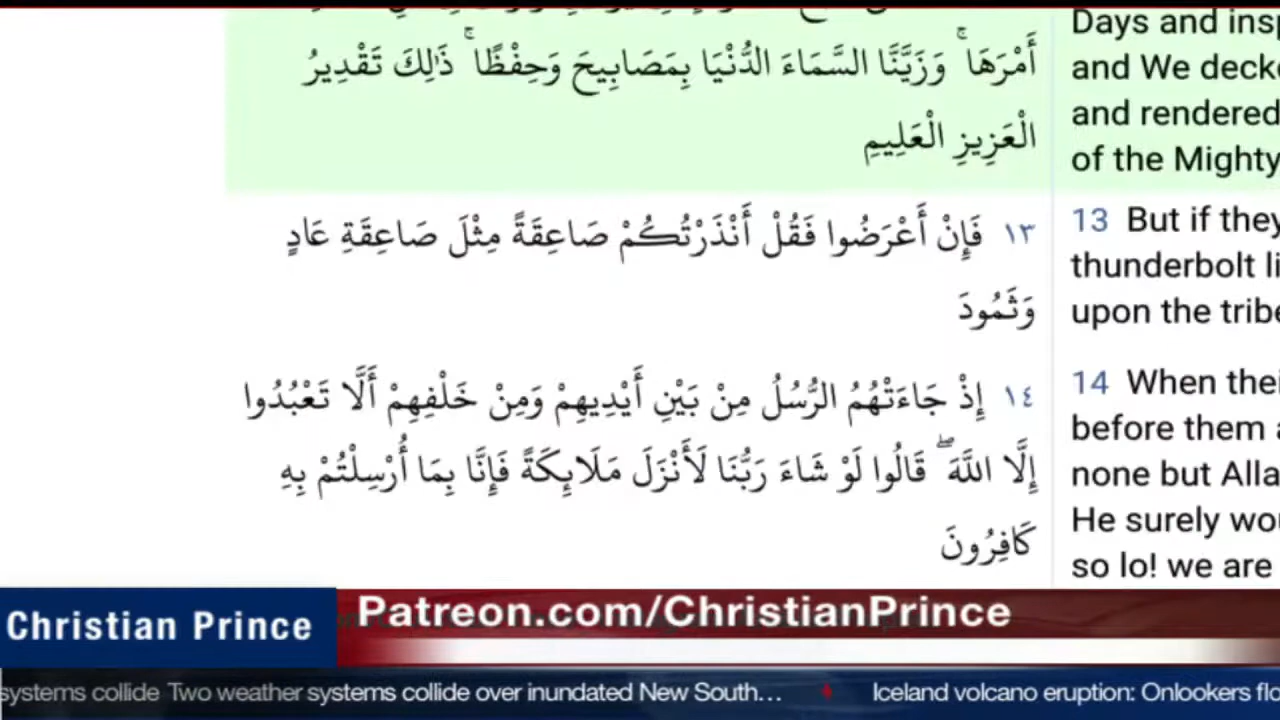 أَمْرَهَا ۚ وَزَيَّنَّا السَّمَاءَ الدُّنْيَا بِمَصَابِيحَ وَحِفْظًا ۚ ذَٰلِكَ تَقْدِيرُ
الْعَزِيزِ الْعَلِيمِ
١٣ فَإِنْ أَعْرَضُوا فَقُلْ أَنْذَرْتُكُمْ صَاعِقَةً مِثْلَ صَاعِقَةِ عَادٍ
وَثَمُودَ
١٤ إِذْ جَاءَتْهُمُ الرُّسُلُ مِنْ بَيْنِ أَيْدِيهِمْ وَمِنْ خَلْفِهِمْ أَلَّا تَعْبُدُوا
إِلَّا اللَّهَ ۖ قَالُوا لَوْ شَاءَ رَبُّنَا لَأَنْزَلَ مَلَائِكَةً فَإِنَّا بِمَا أُرْسِلْتُمْ بِهِ
كَافِرُونَ
Days and insp
and We decke
and rendered
of the Mighty
13 But if they
thunderbolt li
upon the tribe
14 When thei
before them a
none but Alla
He surely wou
so lo! we are
Christian Prince
Patreon.com/ChristianPrince
systems collide Two weather systems collide over inundated New South… Iceland volcano eruption: Onlookers flo